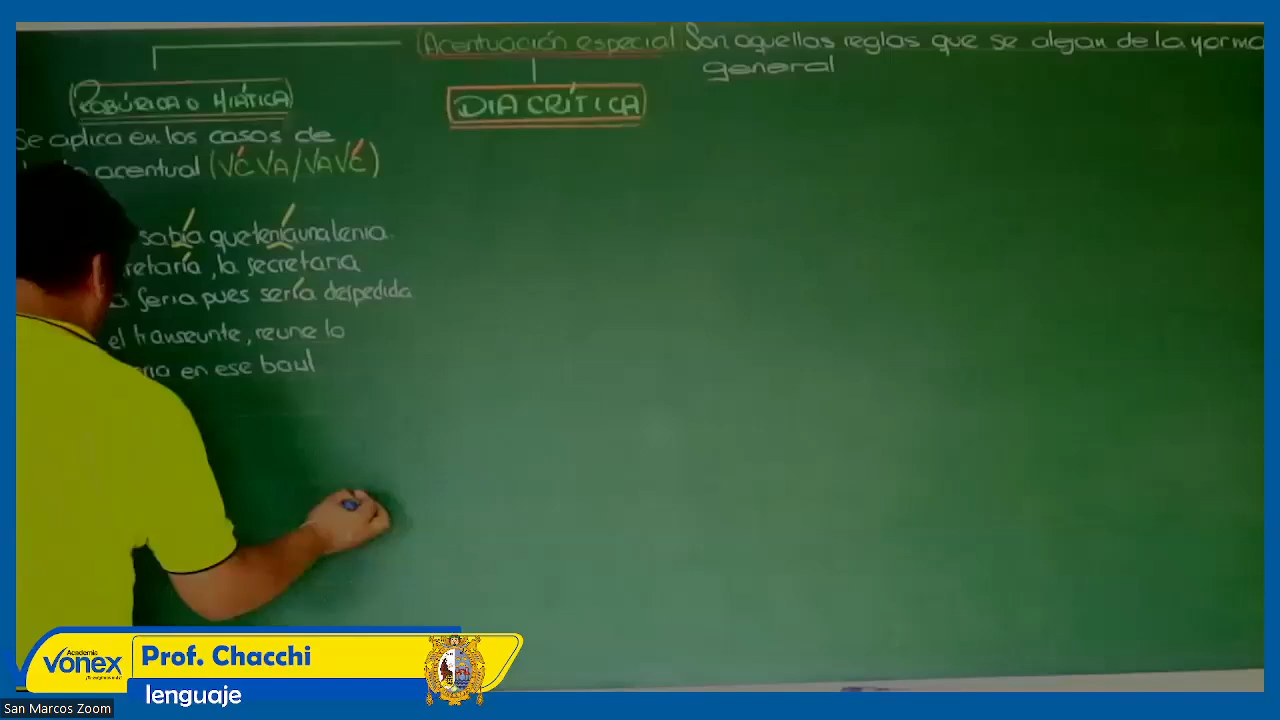 Acentuación especial Son aquellas reglas que se alejan de la norma
general
ROBÚRICA O HIÁTICA
DIACRÍTICA
Se aplica en los casos de
acentual (VĆVA/VAVĆ)
sabía que tenía una lenia.
retaría, la secretaria
feria pues sería despedida
el transeunte, reune lo
en ese baul
Academia
Vonex
Prof. Chacchi
lenguaje
San Marcos Zoom